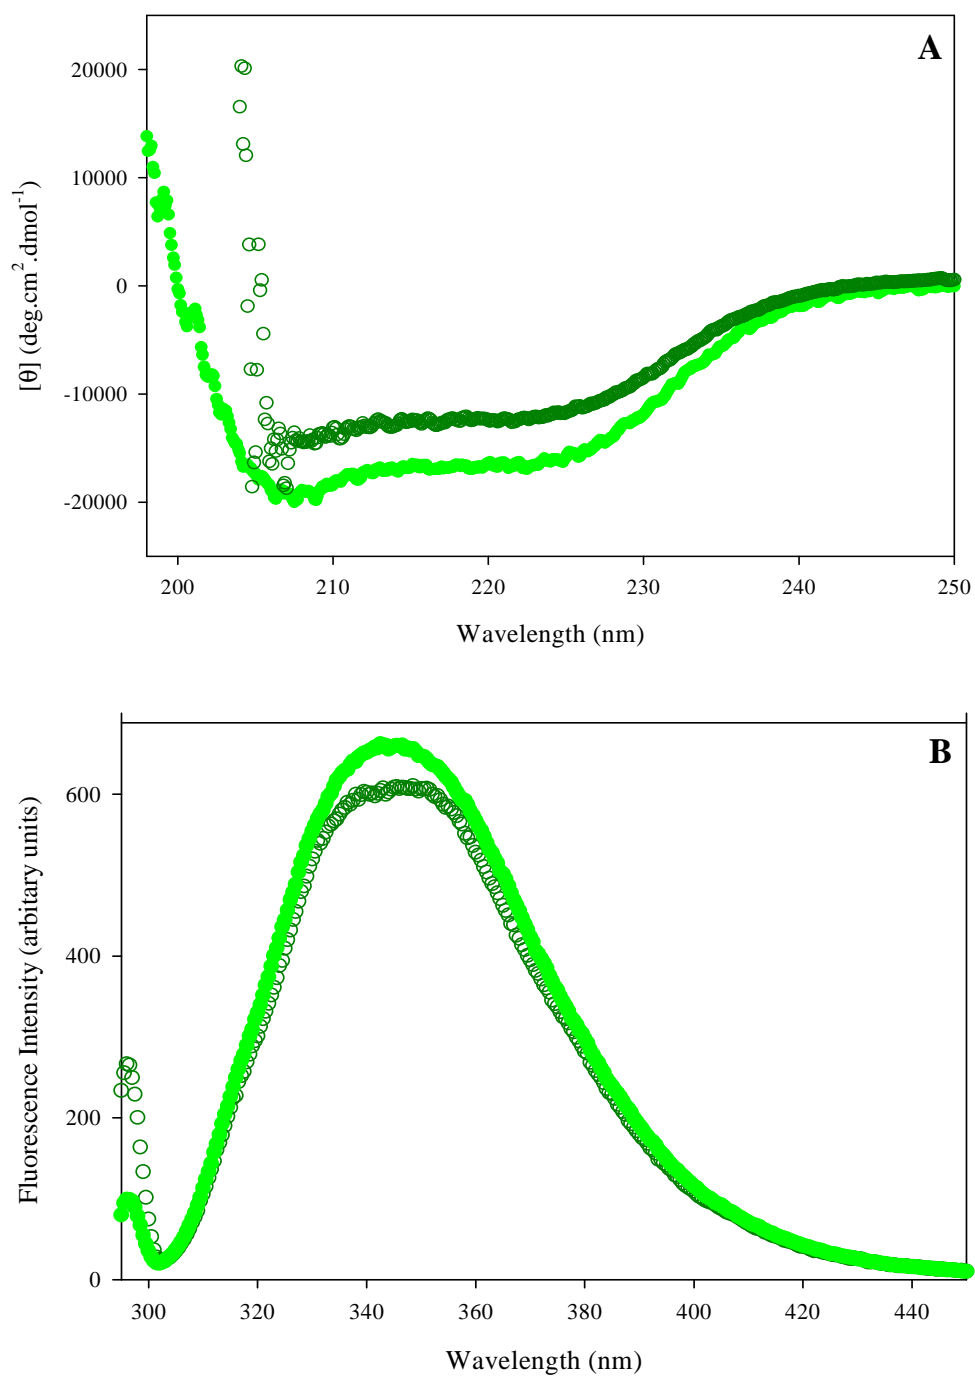 A
20000
10000
0
-10000
-20000
[θ] (deg.cm².dmol⁻¹)
200 210 220 230 240 250
Wavelength (nm)
B
600
400
200
0
Fluorescence Intensity (arbitary units)
300 320 340 360 380 400 420 440
Wavelength (nm)